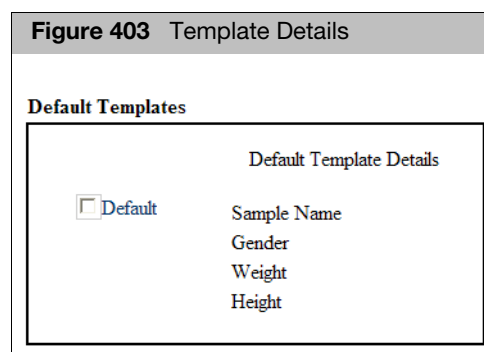 Figure 403 Template Details
Default Templates
Default Template Details
Default
Sample Name
Gender
Weight
Height